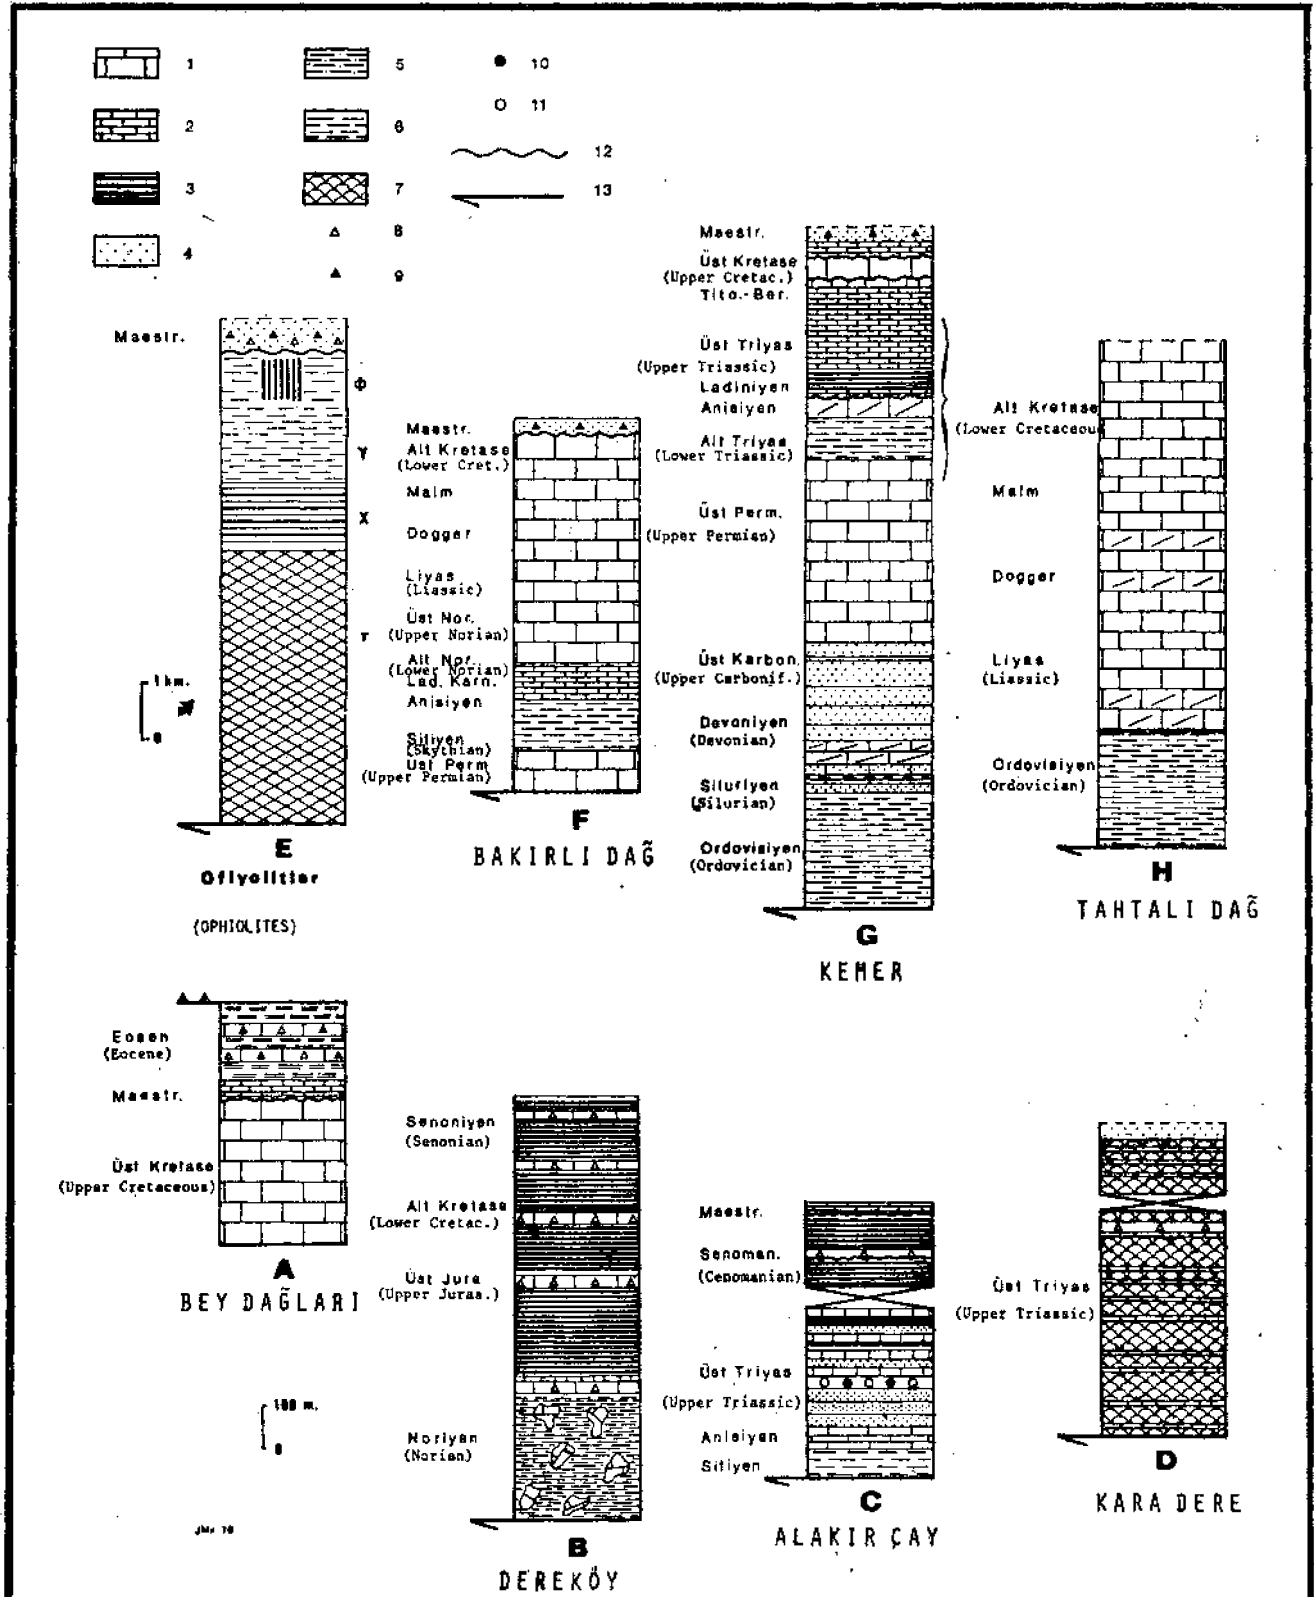 1
2
3
4
5
6
7
8
9
10
11
12
13
Maestr.
Φ
γ
X
τ
1 km.
0
E
Ofiyolitler
(OPHIOLITES)
Maestr.
Alt Kretase
(Lower Cret.)
Malm
Dogger
Liyas
(Liassic)
Üst Nor.
(Upper Norian)
Alt Nor.
(Lower Norian)
Lad. Karn.
Anisiyen
Sitiyen
(Skythian)
Üst Perm
(Upper Permian)
F
BAKIRLI DAĞ
Maestr.
Üst Kretase
(Upper Cretac.)
Tito.-Ber.
Üst Triyas
(Upper Triassic)
Ladiniyen
Anisiyen
Alt Triyas
(Lower Triassic)
Üst Perm.
(Upper Permian)
Üst Karbon.
(Upper Carbonif.)
Devoniyen
(Devonian)
Siluriyen
(Silurian)
Ordovisiyen
(Ordovician)
G
KEMER
Alt Kretase
(Lower Cretaceous
Malm
Dogger
Liyas
(Liassic)
Ordovisiyen
(Ordovician)
H
TAHTALI DAĞ
Eosen
(Eocene)
Maestr.
Üst Kretase
(Upper Cretaceous)
A
BEY DAĞLARI
100 m.
0
Senoniyen
(Senonian)
Alt Kretase
(Lower Cretac.)
Üst Jura
(Upper Juras.)
Noriyen
(Norian)
B
DEREKÖY
Maestr.
Senoman.
(Cenomanian)
Üst Triyas
(Upper Triassic)
Anisiyen
Sitiyen
C
ALAKIR ÇAY
Üst Triyas
(Upper Triassic)
D
KARA DERE